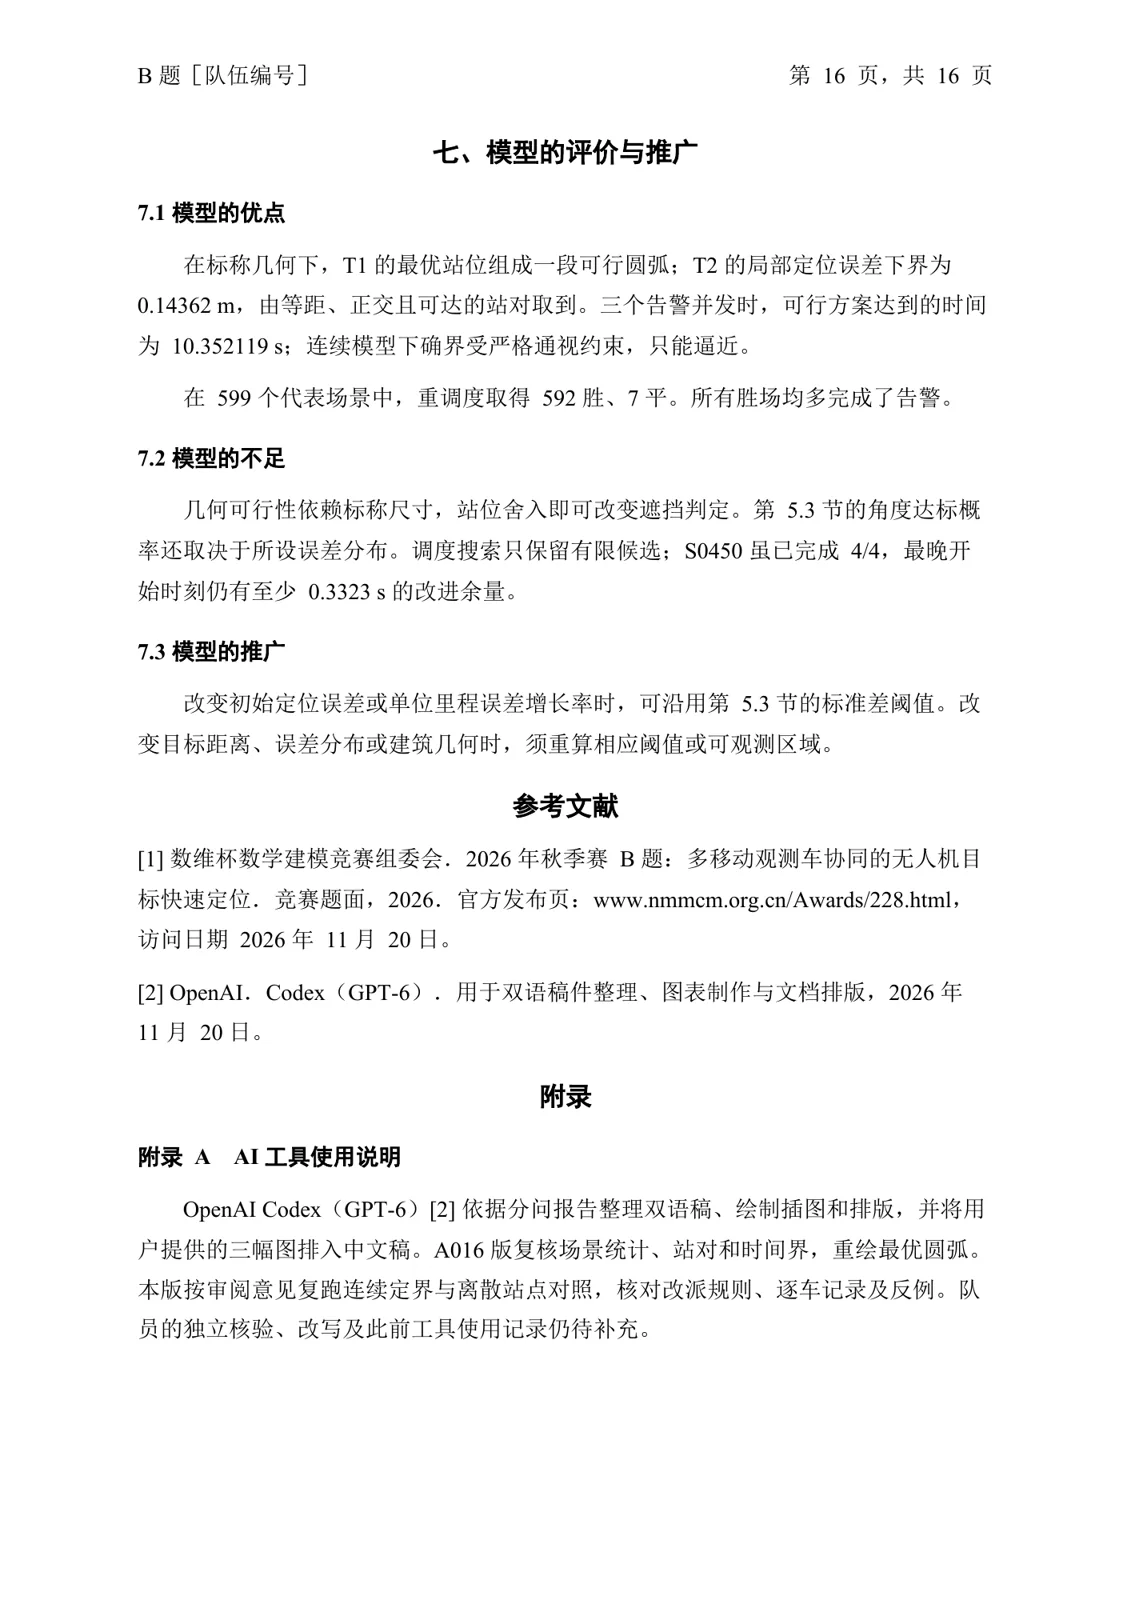 B 题［队伍编号］
第 16 页，共 16 页
七、模型的评价与推广
7.1 模型的优点
在标称几何下，T1 的最优站位组成一段可行圆弧；T2 的局部定位误差下界为
0.14362 m，由等距、正交且可达的站对取到。三个告警并发时，可行方案达到的时间
为 10.352119 s；连续模型下确界受严格通视约束，只能逼近。
在 599 个代表场景中，重调度取得 592 胜、7 平。所有胜场均多完成了告警。
7.2 模型的不足
几何可行性依赖标称尺寸，站位舍入即可改变遮挡判定。第 5.3 节的角度达标概
率还取决于所设误差分布。调度搜索只保留有限候选；S0450 虽已完成 4/4，最晚开
始时刻仍有至少 0.3323 s 的改进余量。
7.3 模型的推广
改变初始定位误差或单位里程误差增长率时，可沿用第 5.3 节的标准差阈值。改
变目标距离、误差分布或建筑几何时，须重算相应阈值或可观测区域。
参考文献
[1] 数维杯数学建模竞赛组委会．2026 年秋季赛 B 题：多移动观测车协同的无人机目
标快速定位．竞赛题面，2026．官方发布页：www.nmmcm.org.cn/Awards/228.html，
访问日期 2026 年 11 月 20 日。
[2] OpenAI．Codex（GPT-6）．用于双语稿件整理、图表制作与文档排版，2026 年
11 月 20 日。
附录
附录 A　AI 工具使用说明
OpenAI Codex（GPT-6）[2] 依据分问报告整理双语稿、绘制插图和排版，并将用
户提供的三幅图排入中文稿。A016 版复核场景统计、站对和时间界，重绘最优圆弧。
本版按审阅意见复跑连续定界与离散站点对照，核对改派规则、逐车记录及反例。队
员的独立核验、改写及此前工具使用记录仍待补充。